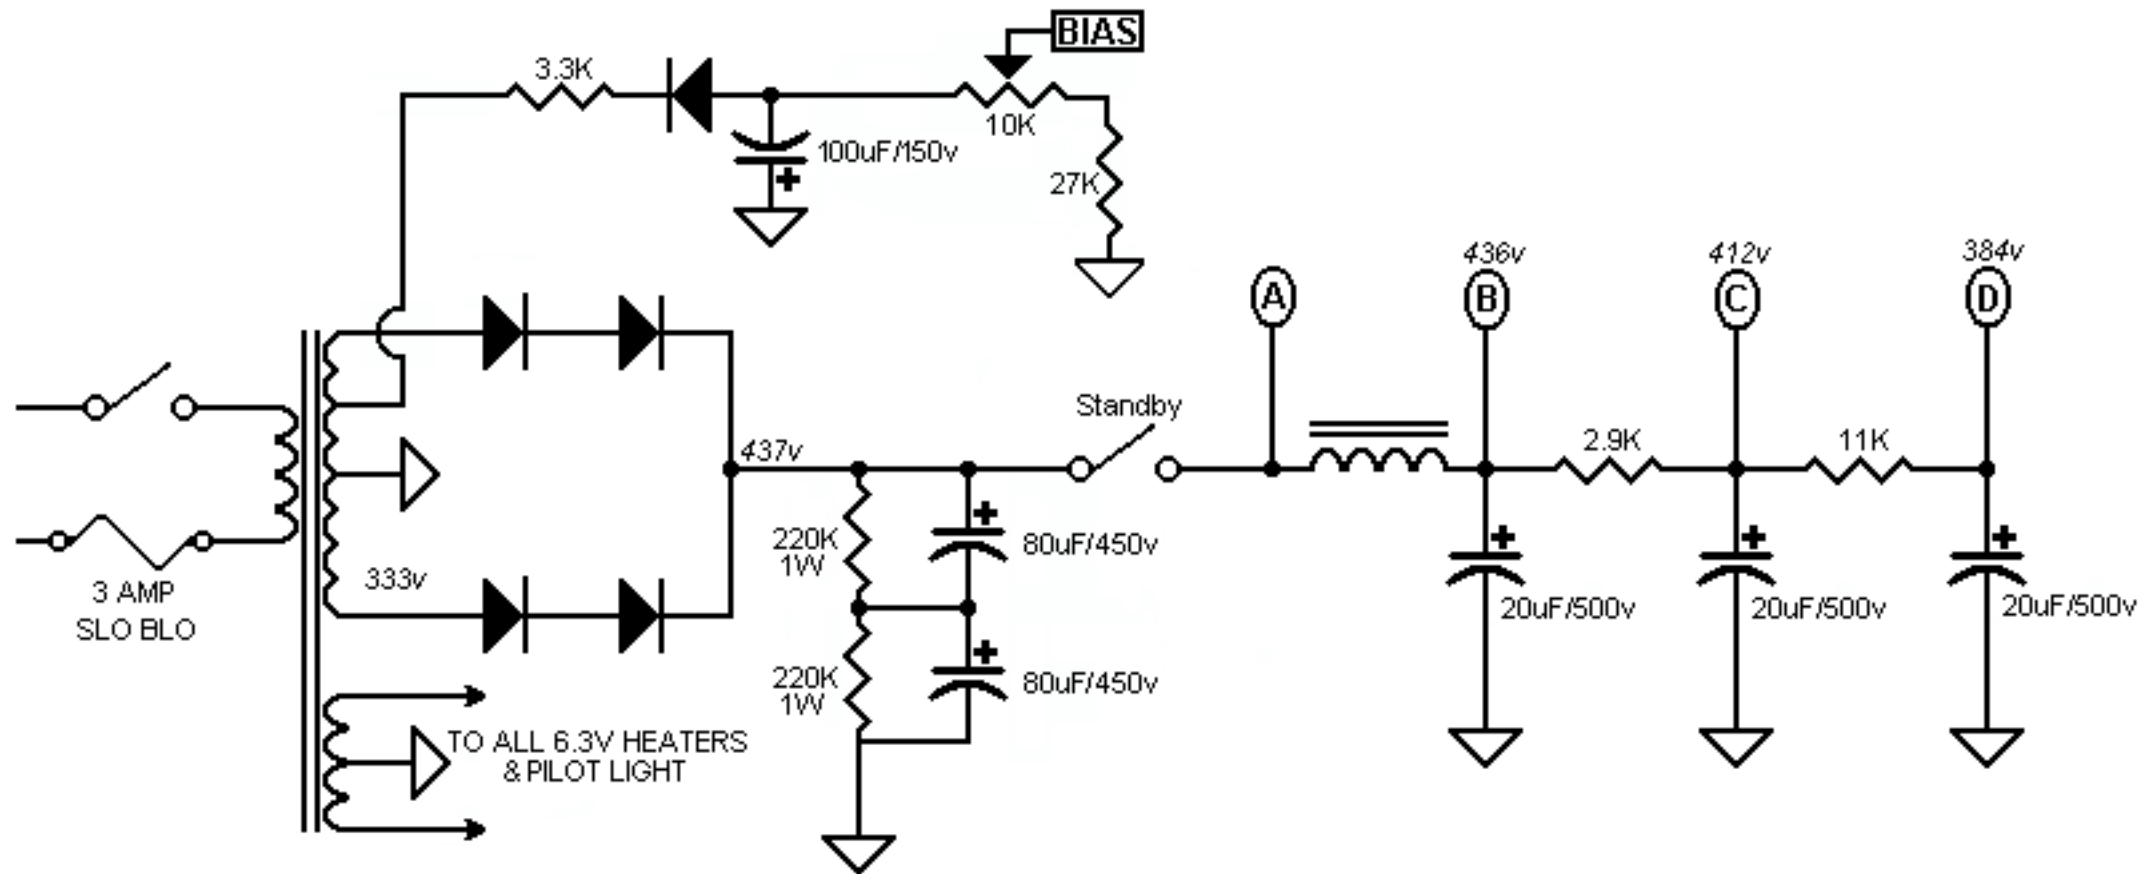 BIAS
3.3K
10K
100uF/150v
+
27K
436v
412v
384v
A
B
C
D
Standby
437v
2.9K
11K
+
220K
1W
80uF/450v
+
20uF/500v
+
20uF/500v
+
20uF/500v
333v
3 AMP
SLO BLO
+
220K
1W
80uF/450v
TO ALL 6.3V HEATERS
& PILOT LIGHT